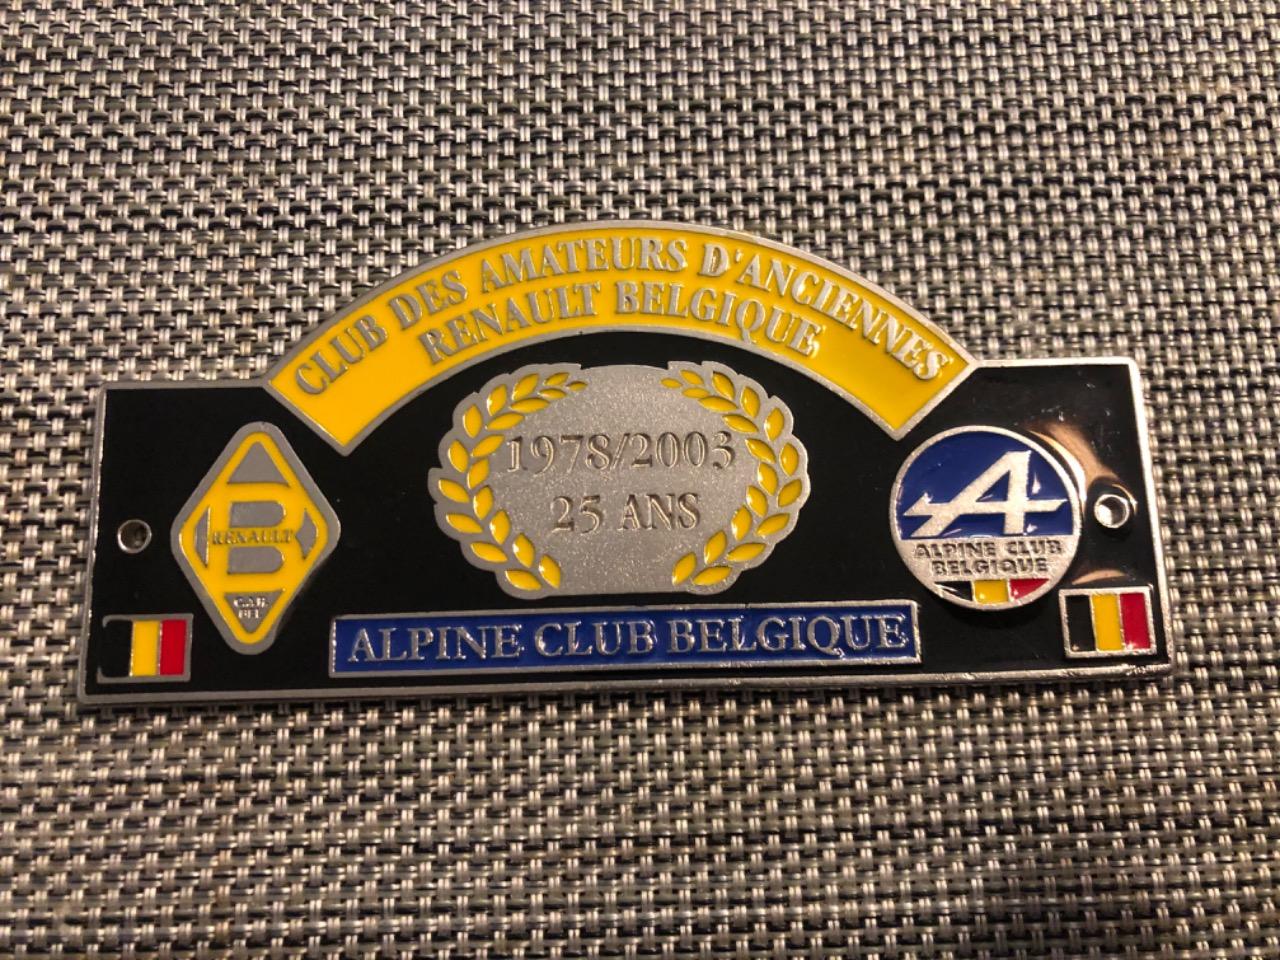 CLUB DES AMATEURS D'ANCIENNES
RENAULT BELGIQUE
1978/2003
25 ANS
RENAULT
ALPINE CLUB
BELGIQUE
ALPINE CLUB BELGIQUE